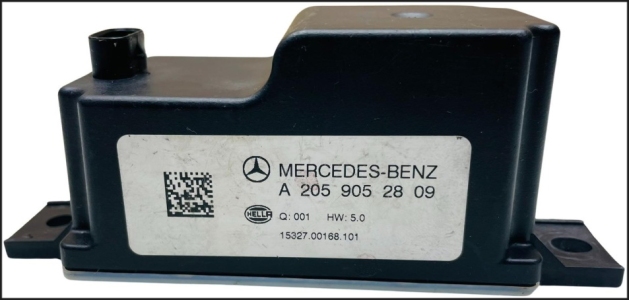 MERCEDES-BENZ
A 205 905 28 09
HELLA Q: 001 HW: 5.0
15327.00168.101